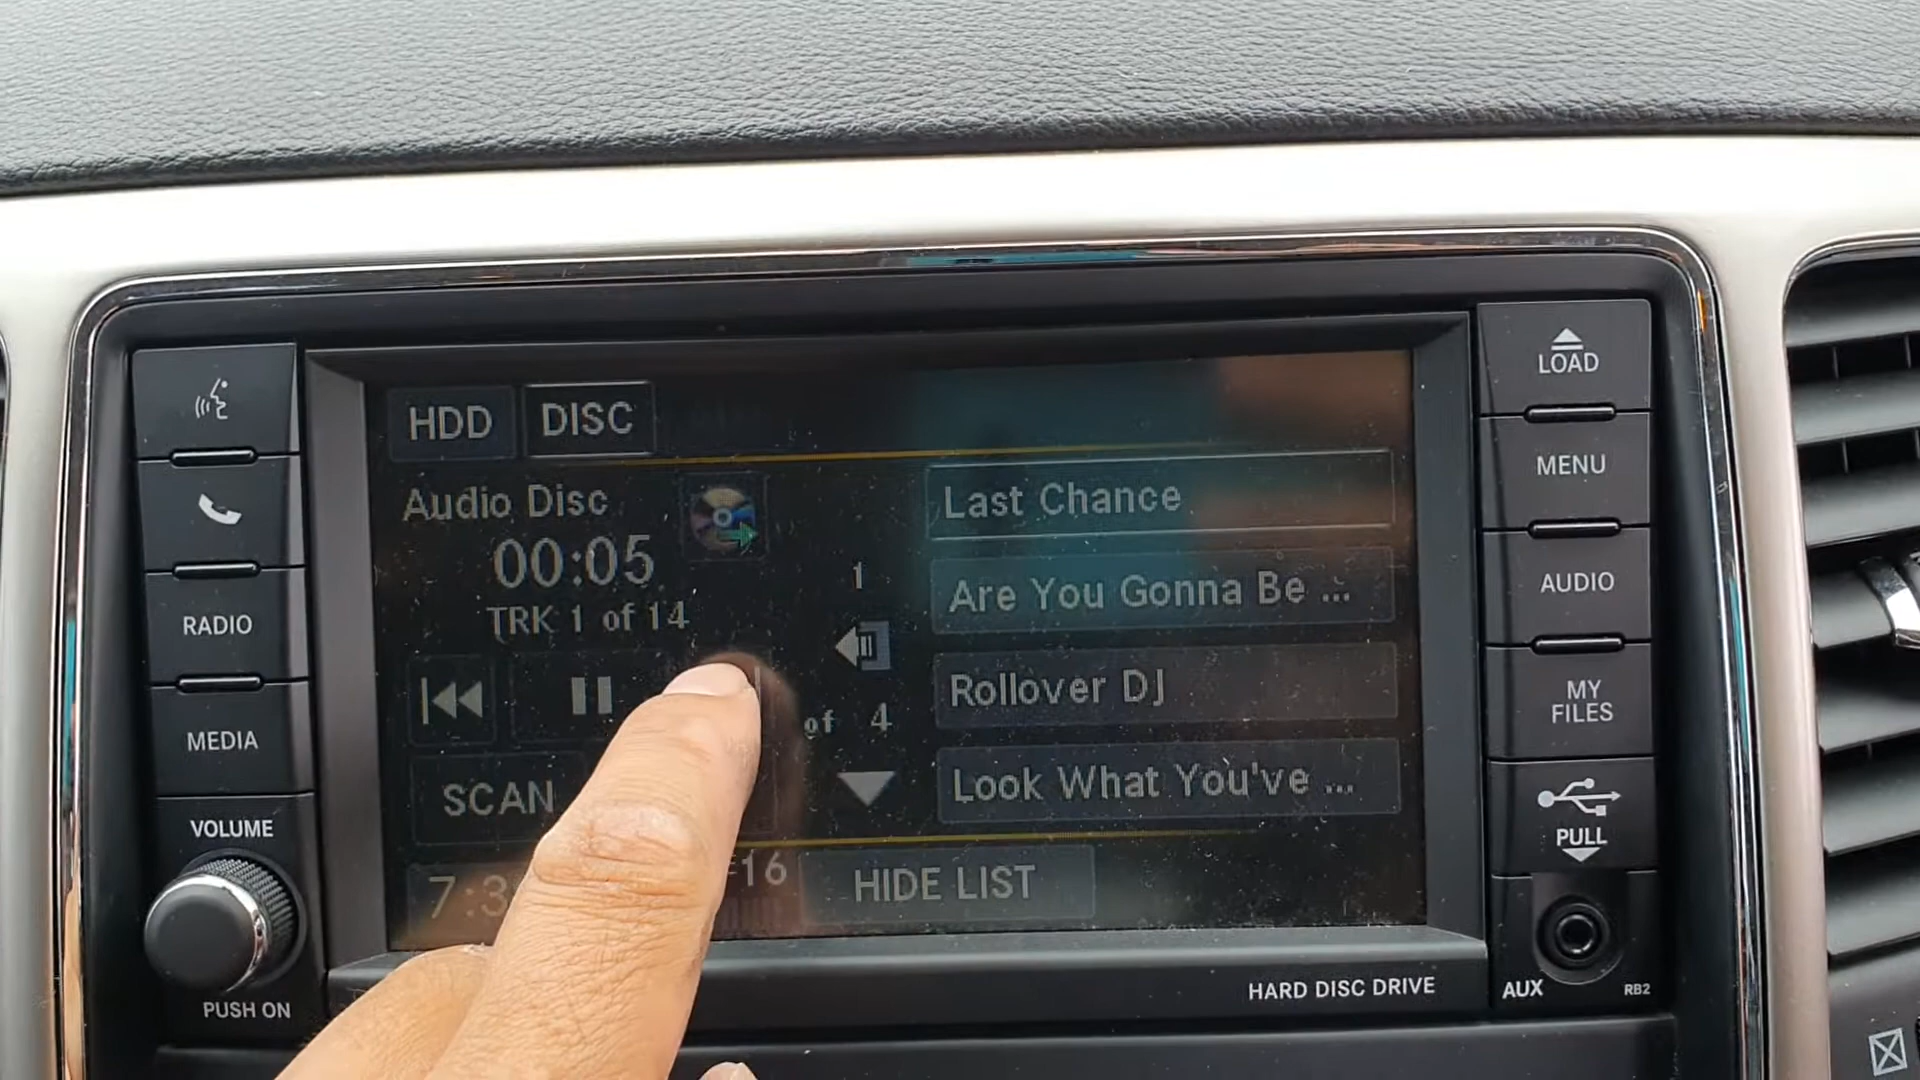 HDD DISC
Audio Disc
00:05
TRK 1 of 14
SCAN
1
of 4
Last Chance
Are You Gonna Be ...
Rollover DJ
Look What You've ...
HIDE LIST
RADIO
MEDIA
VOLUME
PUSH ON
LOAD
MENU
AUDIO
MY
FILES
PULL
HARD DISC DRIVE
AUX
RB2